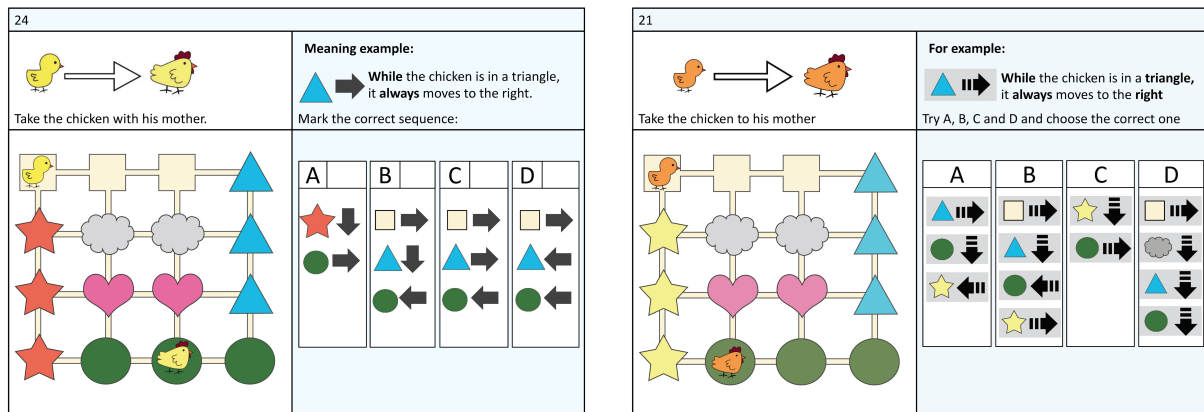 24
Meaning example:
While the chicken is in a triangle,
it always moves to the right.
Take the chicken with his mother.
Mark the correct sequence:
A B C D
21
For example:
While the chicken is in a triangle,
it always moves to the right
Take the chicken to his mother
Try A, B, C and D and choose the correct one
A B C D